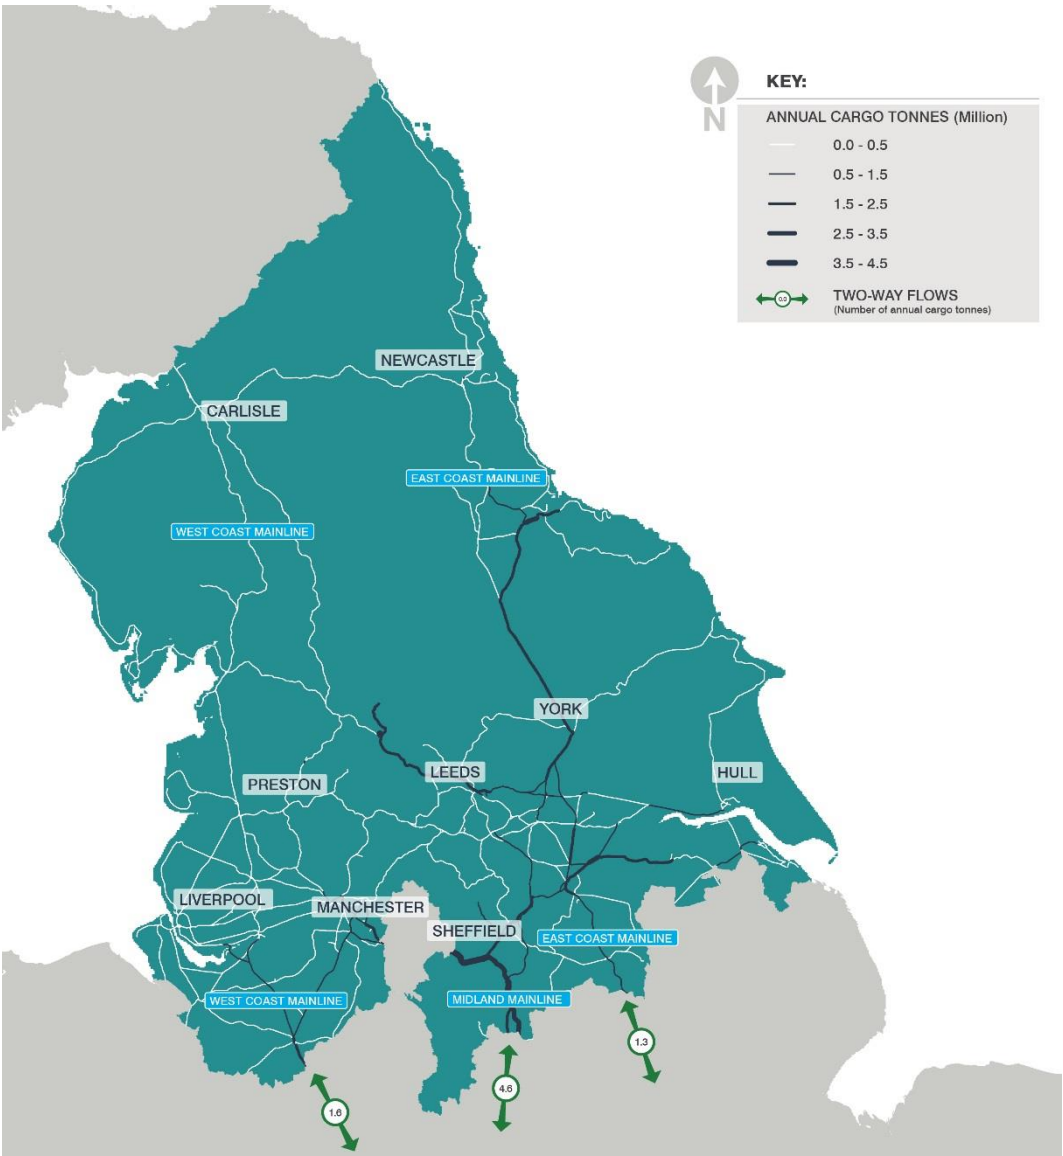 KEY:
N
ANNUAL CARGO TONNES (Million)
0.0 - 0.5
0.5 - 1.5
1.5 - 2.5
2.5 - 3.5
3.5 - 4.5
0.0
TWO-WAY FLOWS
(Number of annual cargo tonnes)
NEWCASTLE
CARLISLE
EAST COAST MAINLINE
WEST COAST MAINLINE
YORK
LEEDS
HULL
PRESTON
LIVERPOOL
MANCHESTER
SHEFFIELD
EAST COAST MAINLINE
WEST COAST MAINLINE
MIDLAND MAINLINE
1.3
4.6
1.6